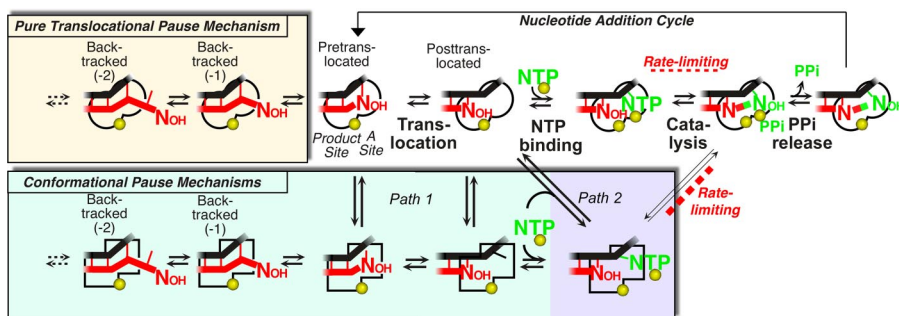 Pure Translocational Pause Mechanism
Nucleotide Addition Cycle
Back-
tracked
(-2)
Back-
tracked
(-1)
Pretrans-
located
Posttrans-
located
Rate-limiting
NOH
NOH
NOH
NOH
NTP
NOH
NTP
N
NOH
PPi
PPi
N
NOH
Product
Site
A
Site
Trans-
location
NTP
binding
Cata-
lysis
PPi
release
Conformational Pause Mechanisms
Back-
tracked
(-2)
Back-
tracked
(-1)
Path 1
Path 2
Rate-
limiting
NOH
NOH
NOH
NOH
NTP
NOH
NTP